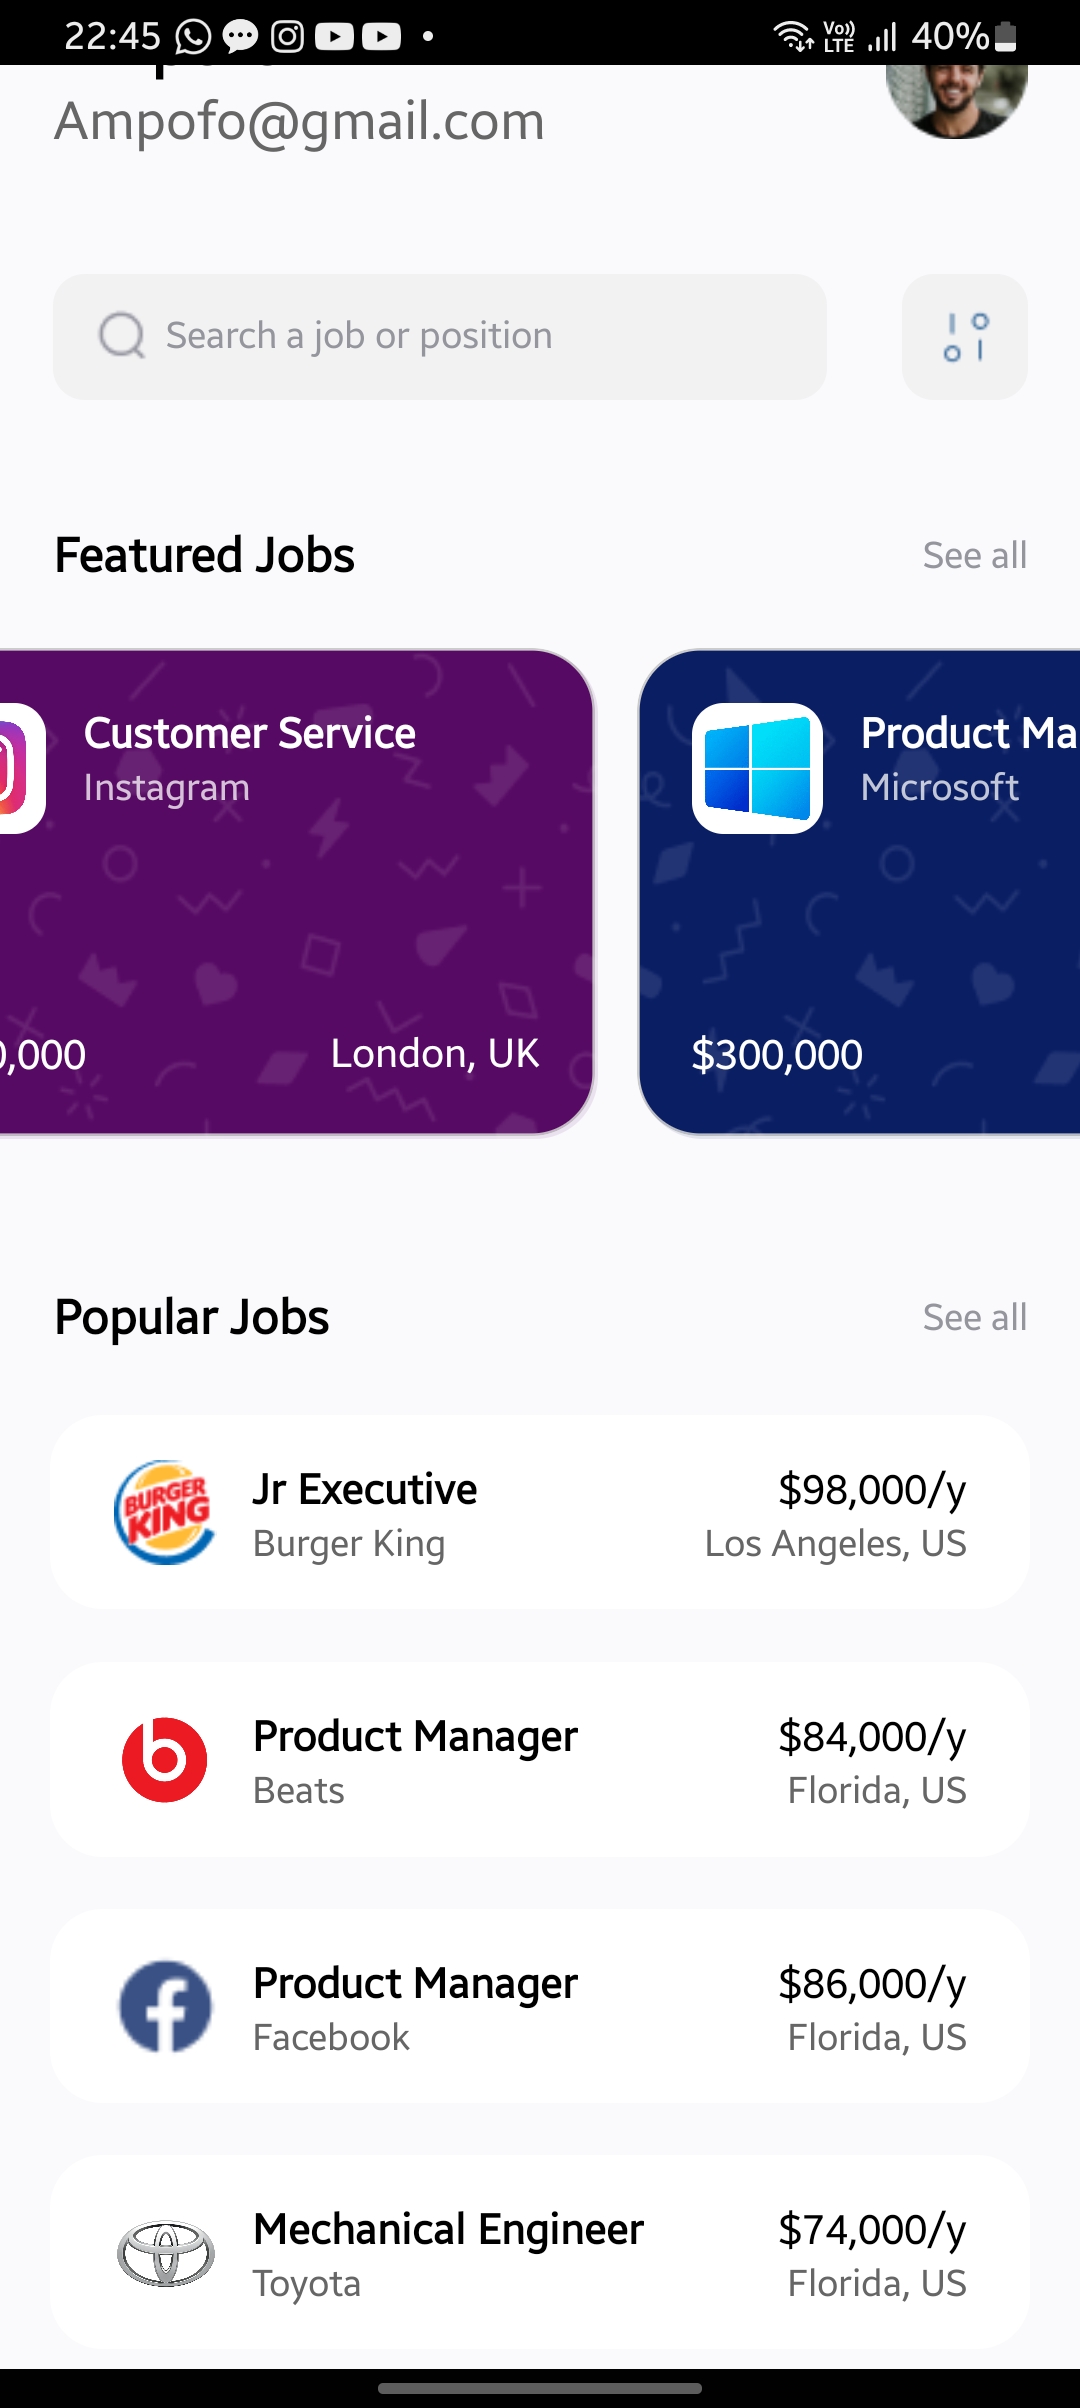 22:45
Vo)) LTE
40%
Ampofo@gmail.com
Search a job or position
Featured Jobs
See all
Customer Service
Instagram
0,000
London, UK
Product Ma
Microsoft
$300,000
Popular Jobs
See all
BURGER KING
Jr Executive
Burger King
$98,000/y
Los Angeles, US
Product Manager
Beats
$84,000/y
Florida, US
Product Manager
Facebook
$86,000/y
Florida, US
Mechanical Engineer
Toyota
$74,000/y
Florida, US